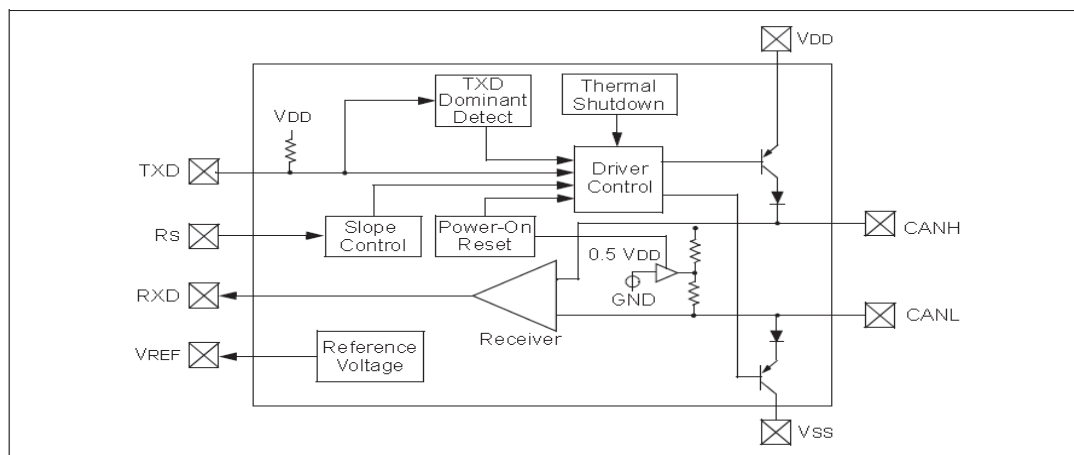 VDD
TXD
Dominant
Detect
Thermal
Shutdown
VDD
TXD
Driver
Control
Rs
Slope
Control
Power-On
Reset
CANH
0.5 VDD
GND
RXD
Receiver
CANL
VREF
Reference
Voltage
VSS